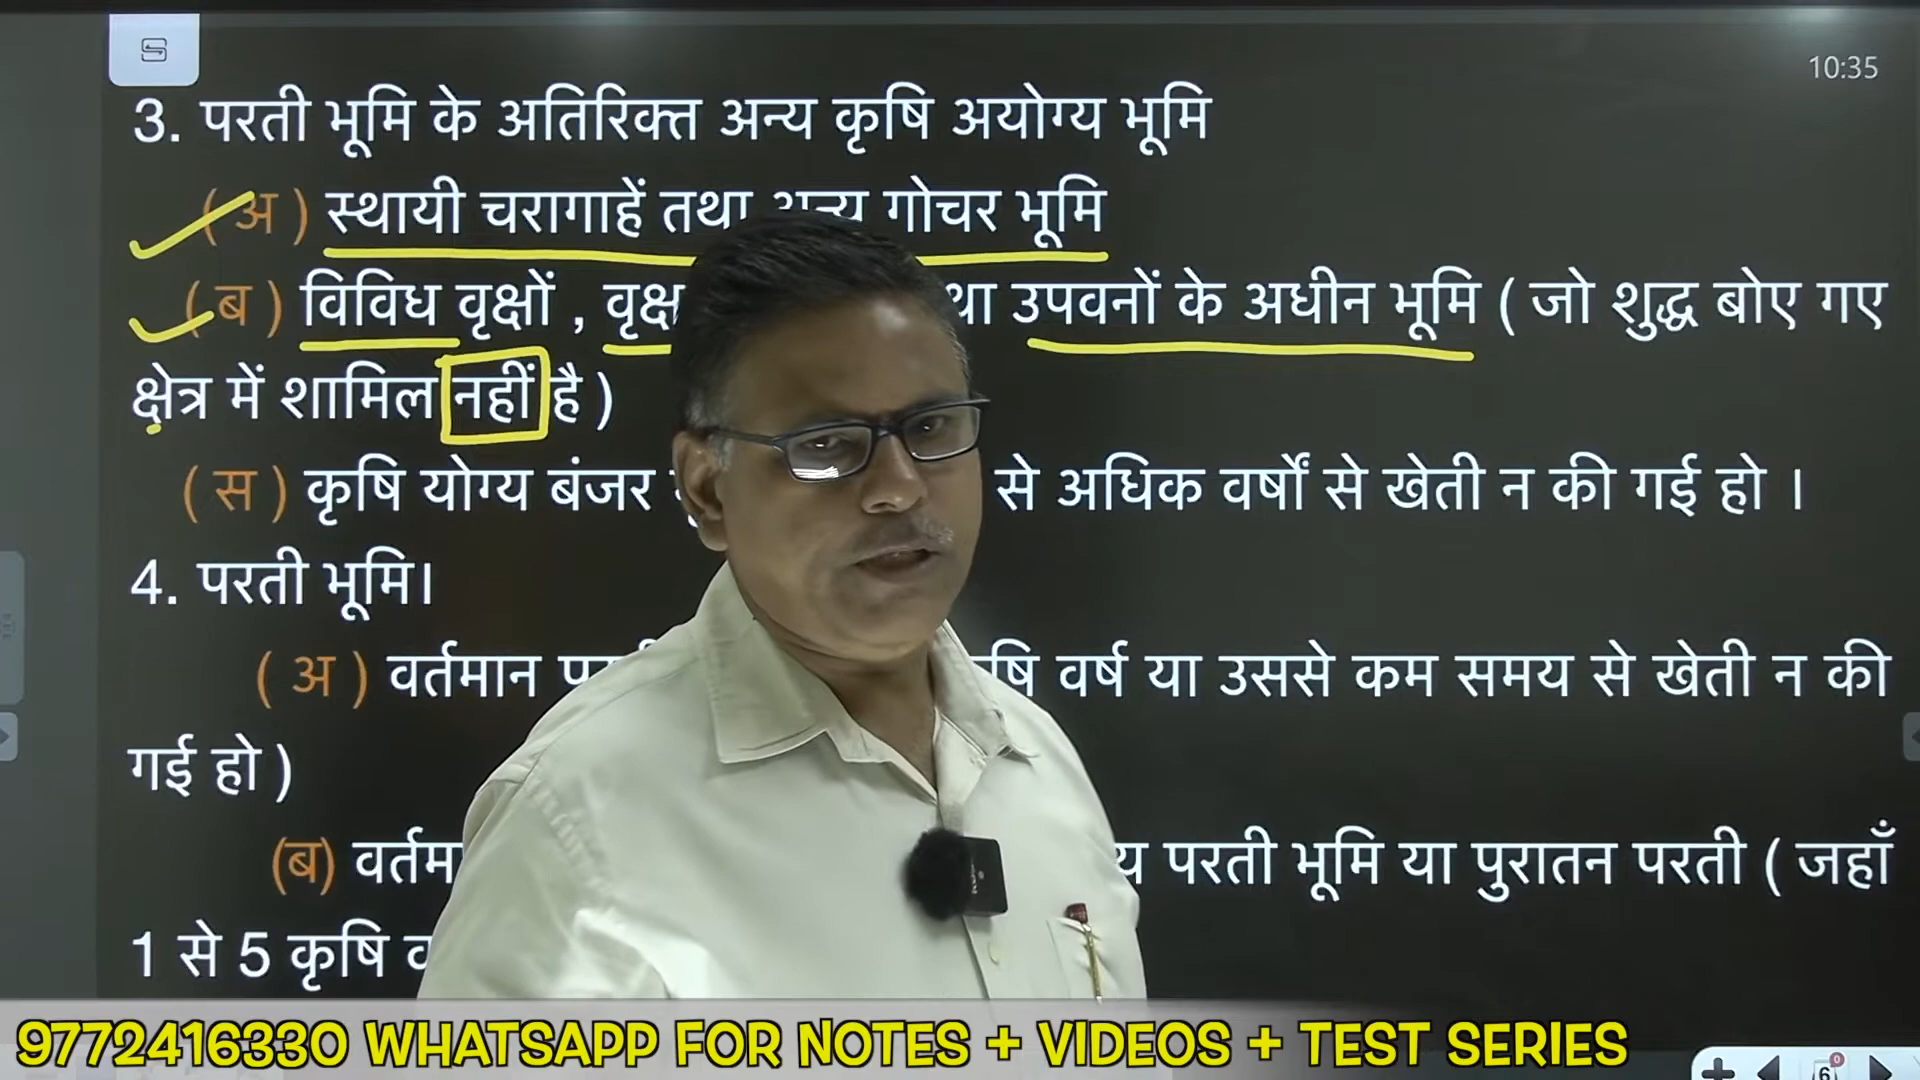 10:35
3. परती भूमि के अतिरिक्त अन्य कृषि अयोग्य भूमि
( अ ) स्थायी चरागाहें तथा अन्य गोचर भूमि
( ब ) विविध वृक्षों , था उपवनों के अधीन भूमि ( जो शुद्ध बोए गए
क्षेत्र में शामिल नहीं है )
( स ) कृषि योग्य बंजर से अधिक वर्षों से खेती न की गई हो ।
4. परती भूमि।
( अ ) वर्तमान वर्ष या उससे कम समय से खेती न की
गई हो )
(ब) परती भूमि या पुरातन परती ( जहाँ
1 से 5 कृषि
9772416330 WHATSAPP FOR NOTES + VIDEOS + TEST SERIES
6